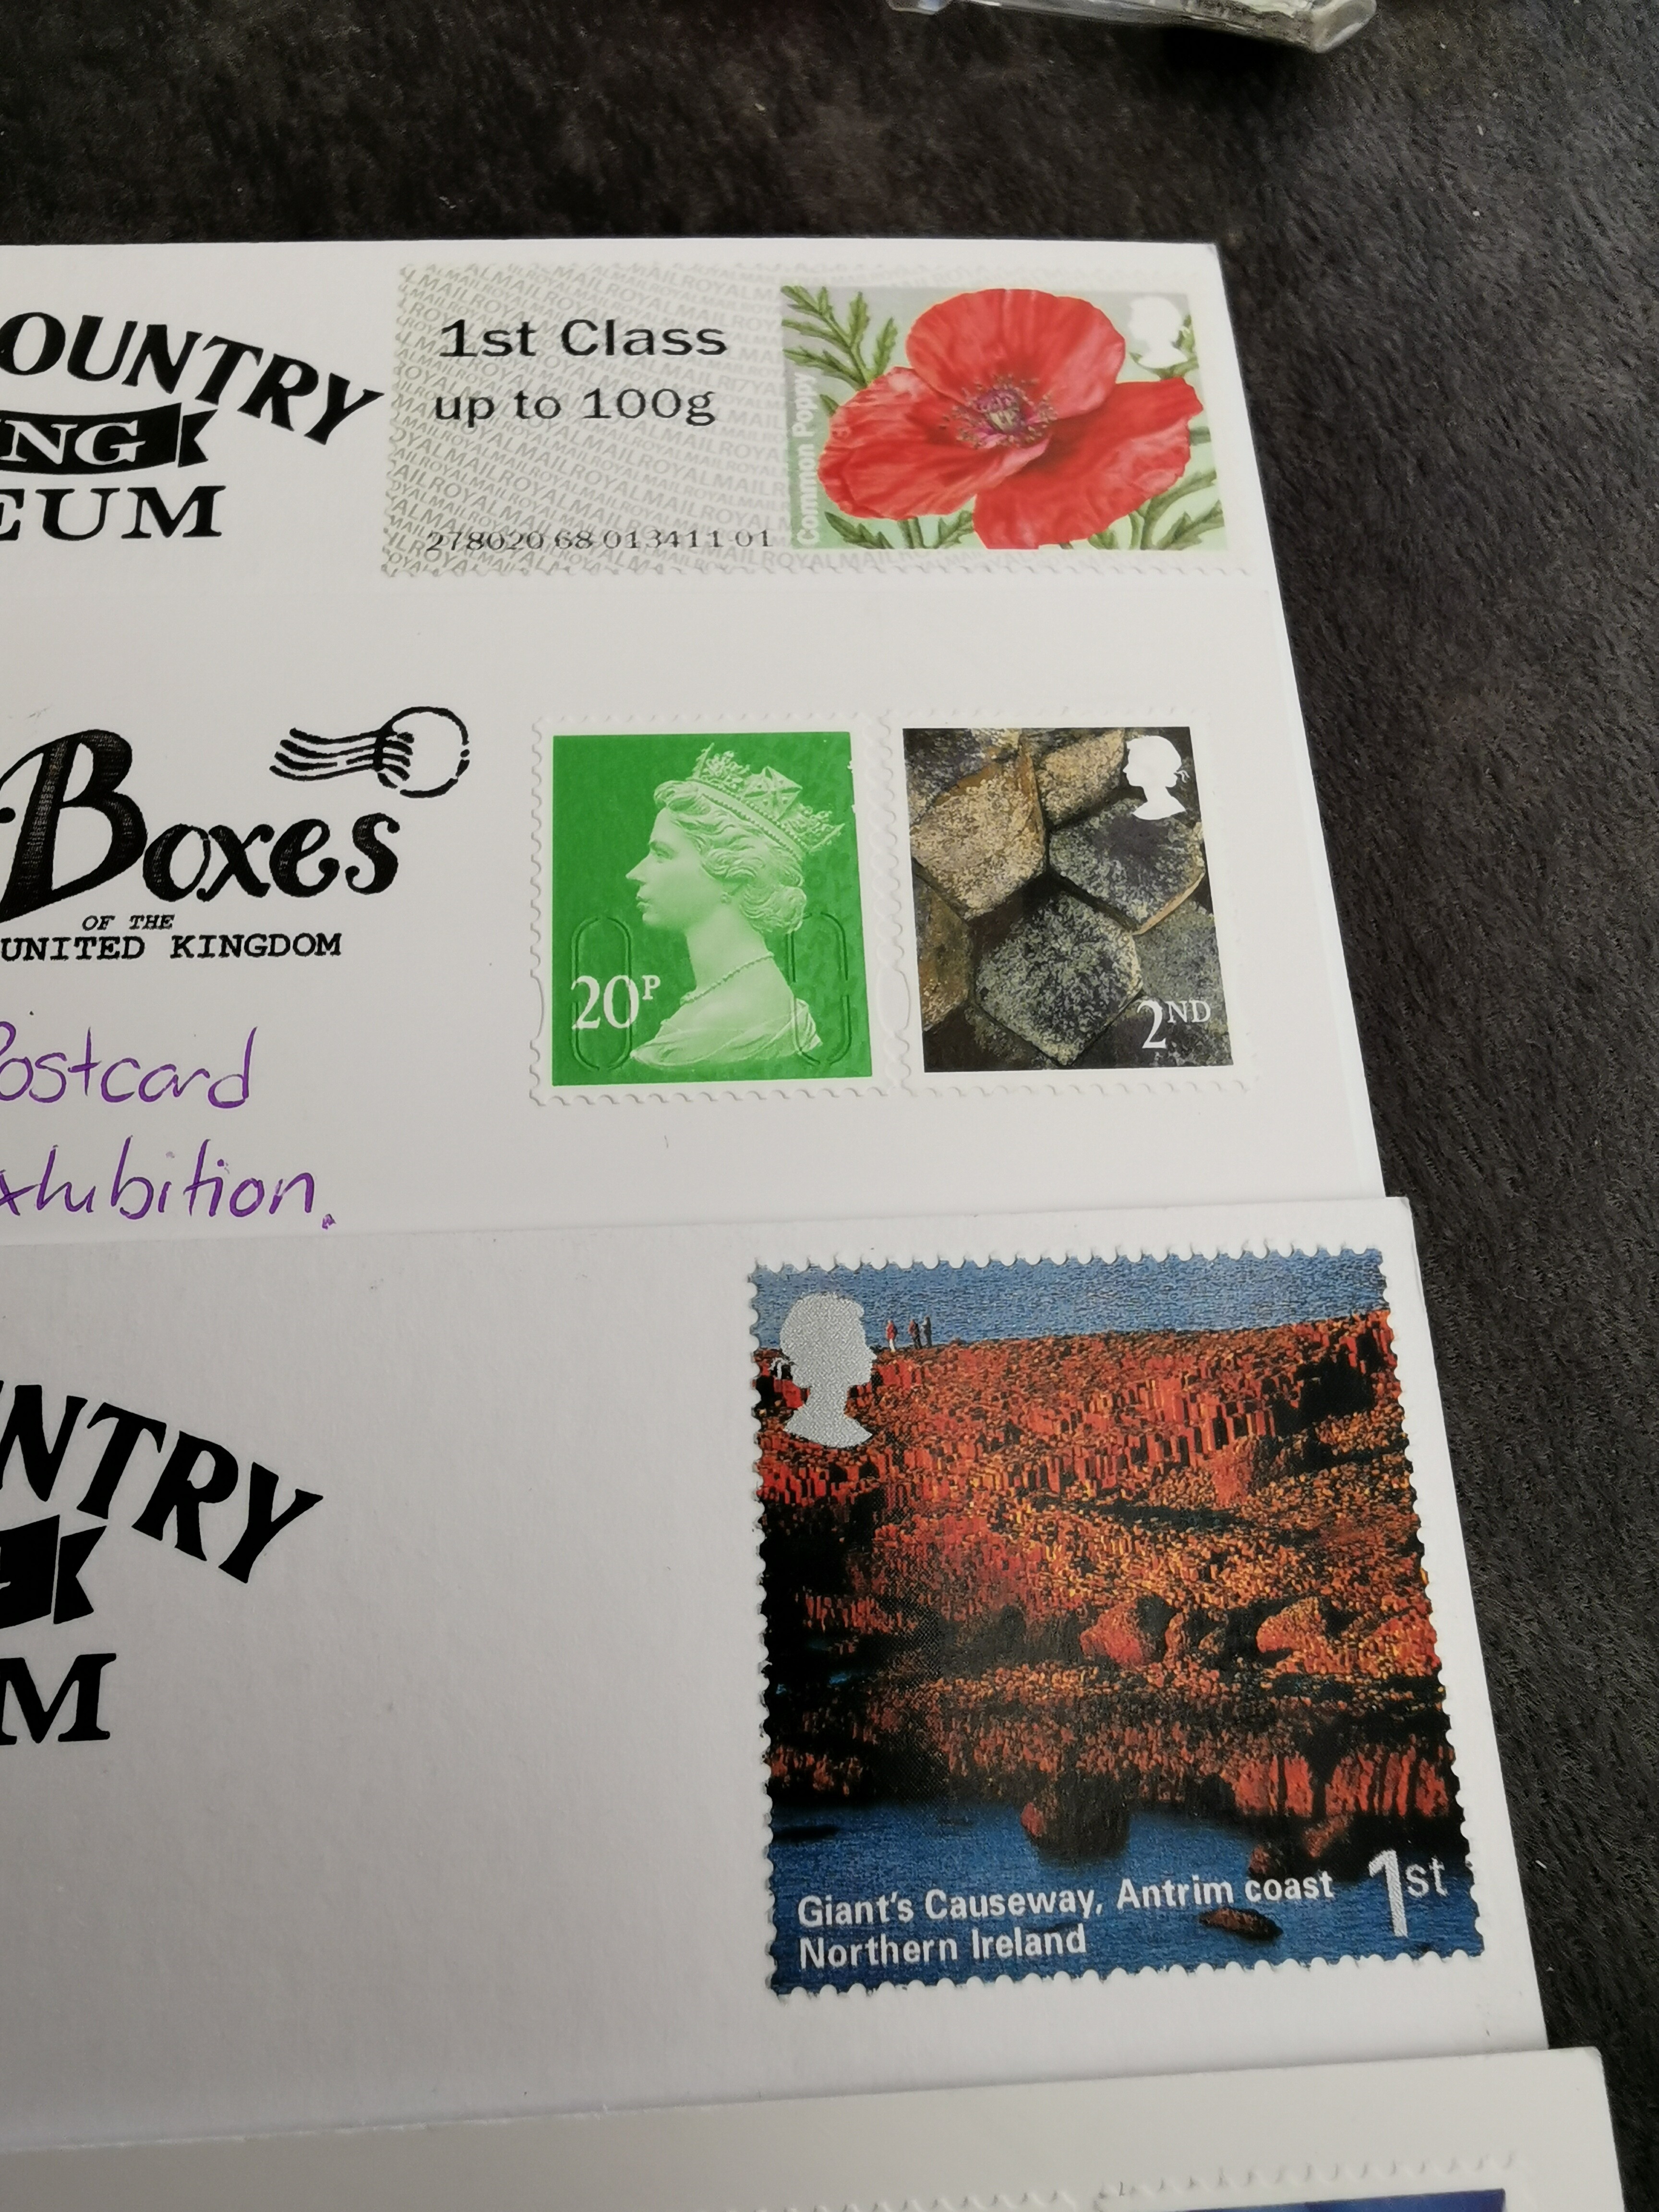 OUNTRY
NG
EUM
1st Class
up to 100g
278020 68 013411 01
Common Poppy
Boxes
OF THE
UNITED KINGDOM
20P
2ND
Postcard
xhibition.
NTRY
M
Giant's Causeway, Antrim coast
Northern Ireland
1st